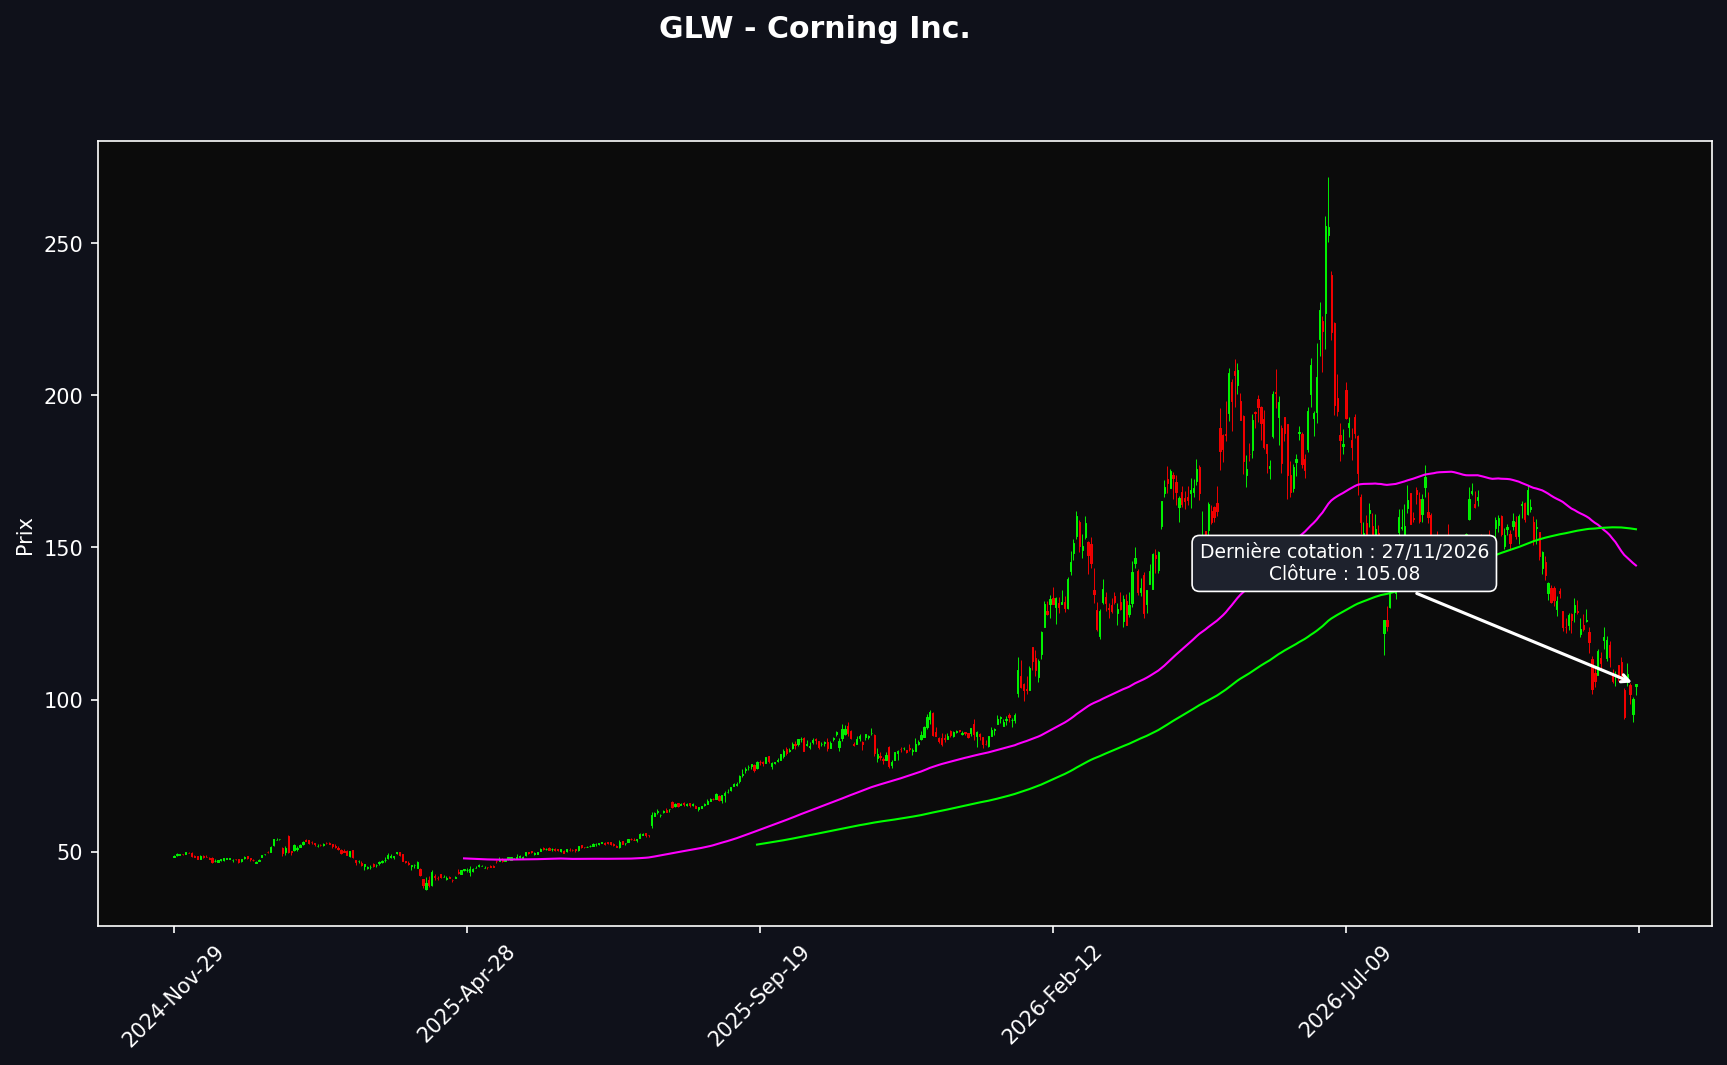 GLW - Corning Inc.
Prix
250
200
150
100
50
Dernière cotation : 27/11/2026
Clôture : 105.08
2024-Nov-29
2025-Apr-28
2025-Sep-19
2026-Feb-12
2026-Jul-09